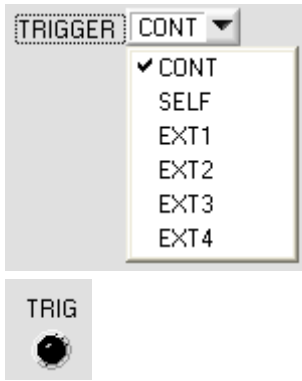 TRIGGER CONT
CONT
SELF
EXT1
EXT2
EXT3
EXT4
TRIG